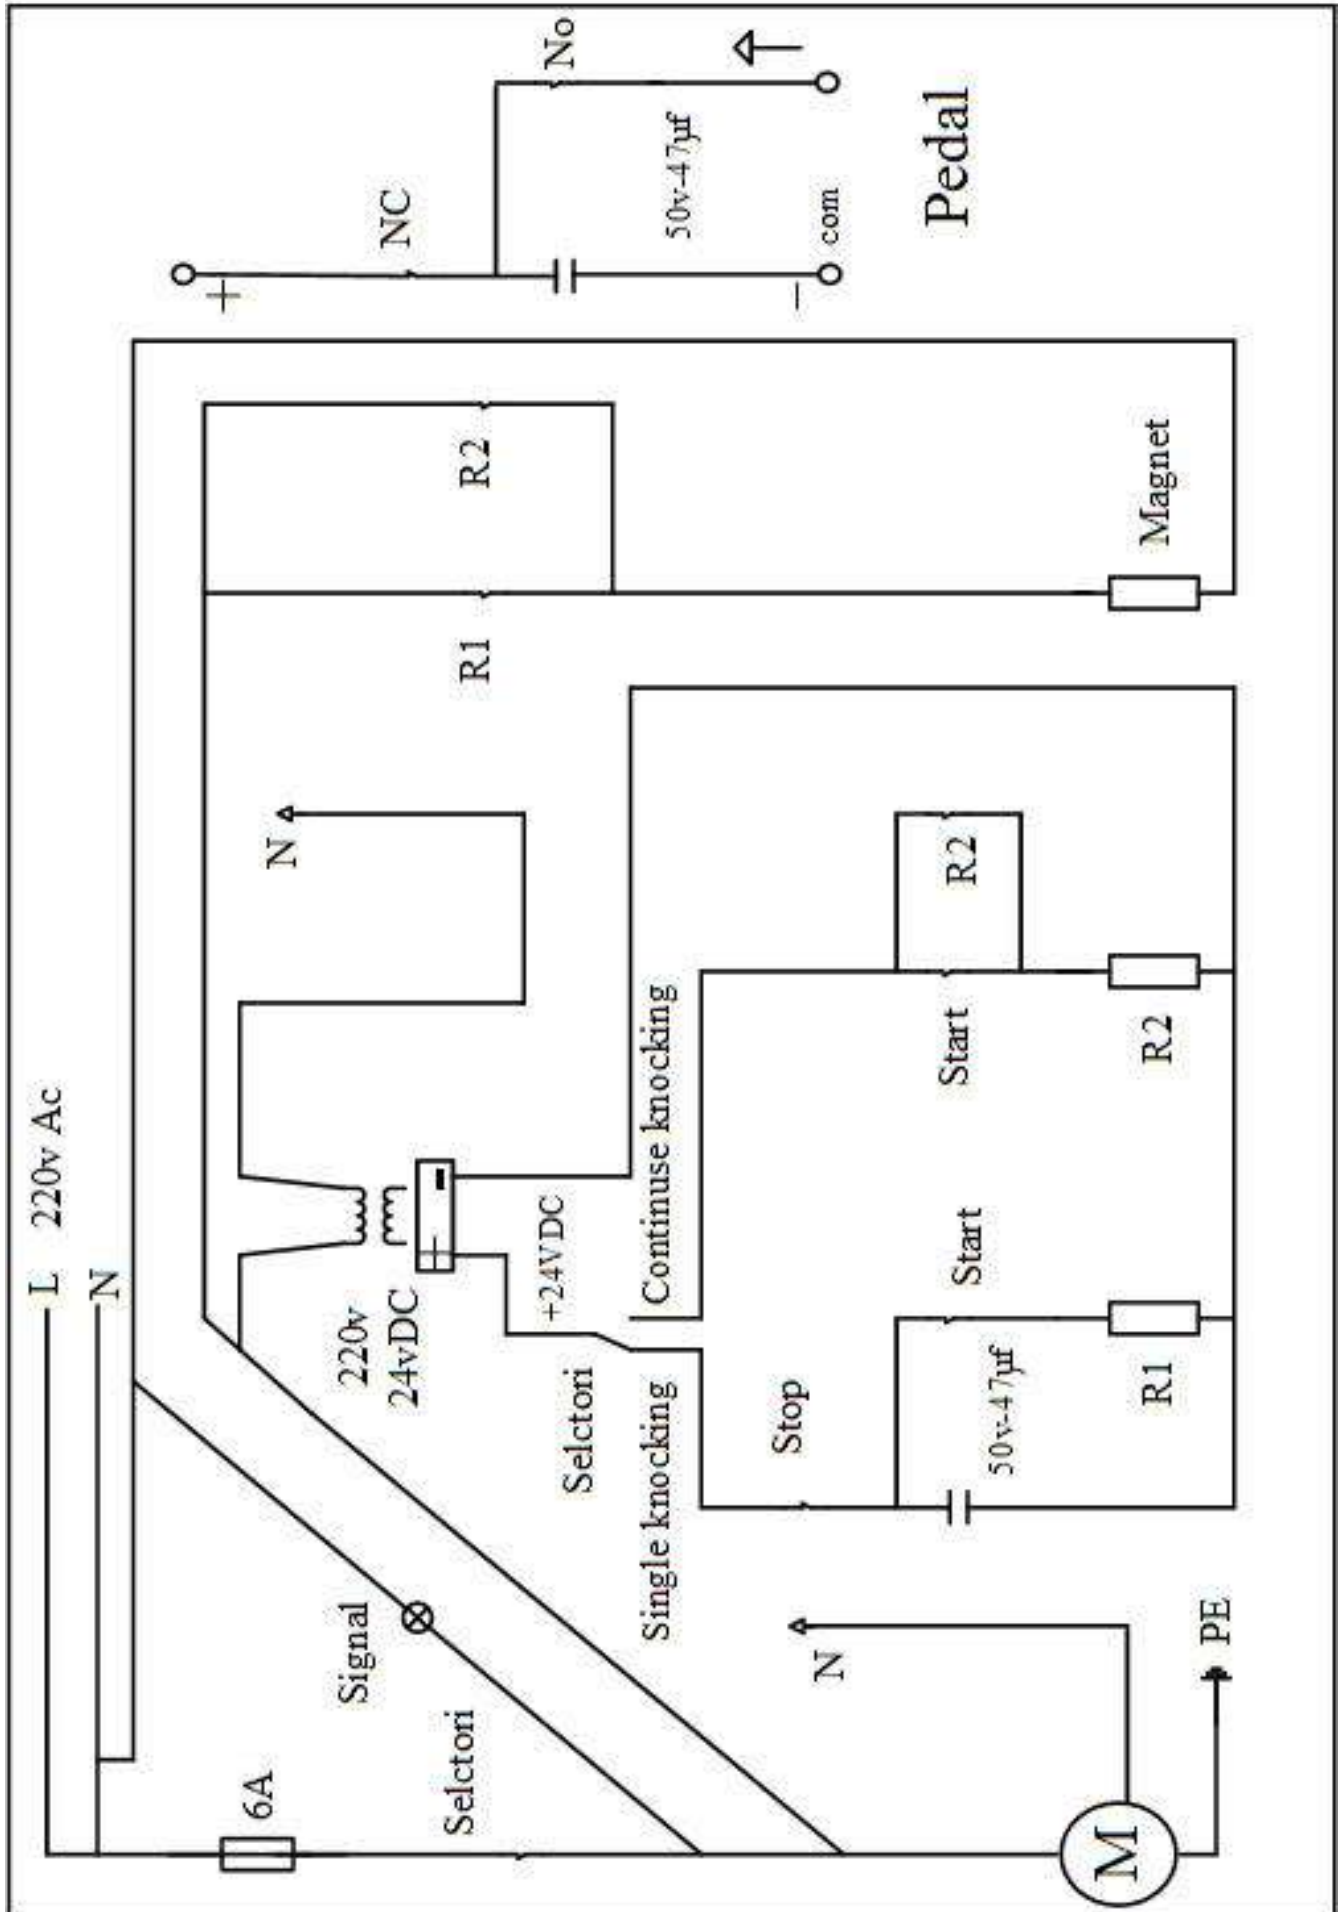 L 220v Ac
N
6A
Selctori
Signal
220v
24vDC
+ -
+24VDC
Selctori
Single knocking
Continuse knocking
Stop
Start
50v-47µf
R1
Start
R2
R2
N
N
M
PE
R1
R2
Magnet
+
NC
No
50v-47µf
-
com
Pedal